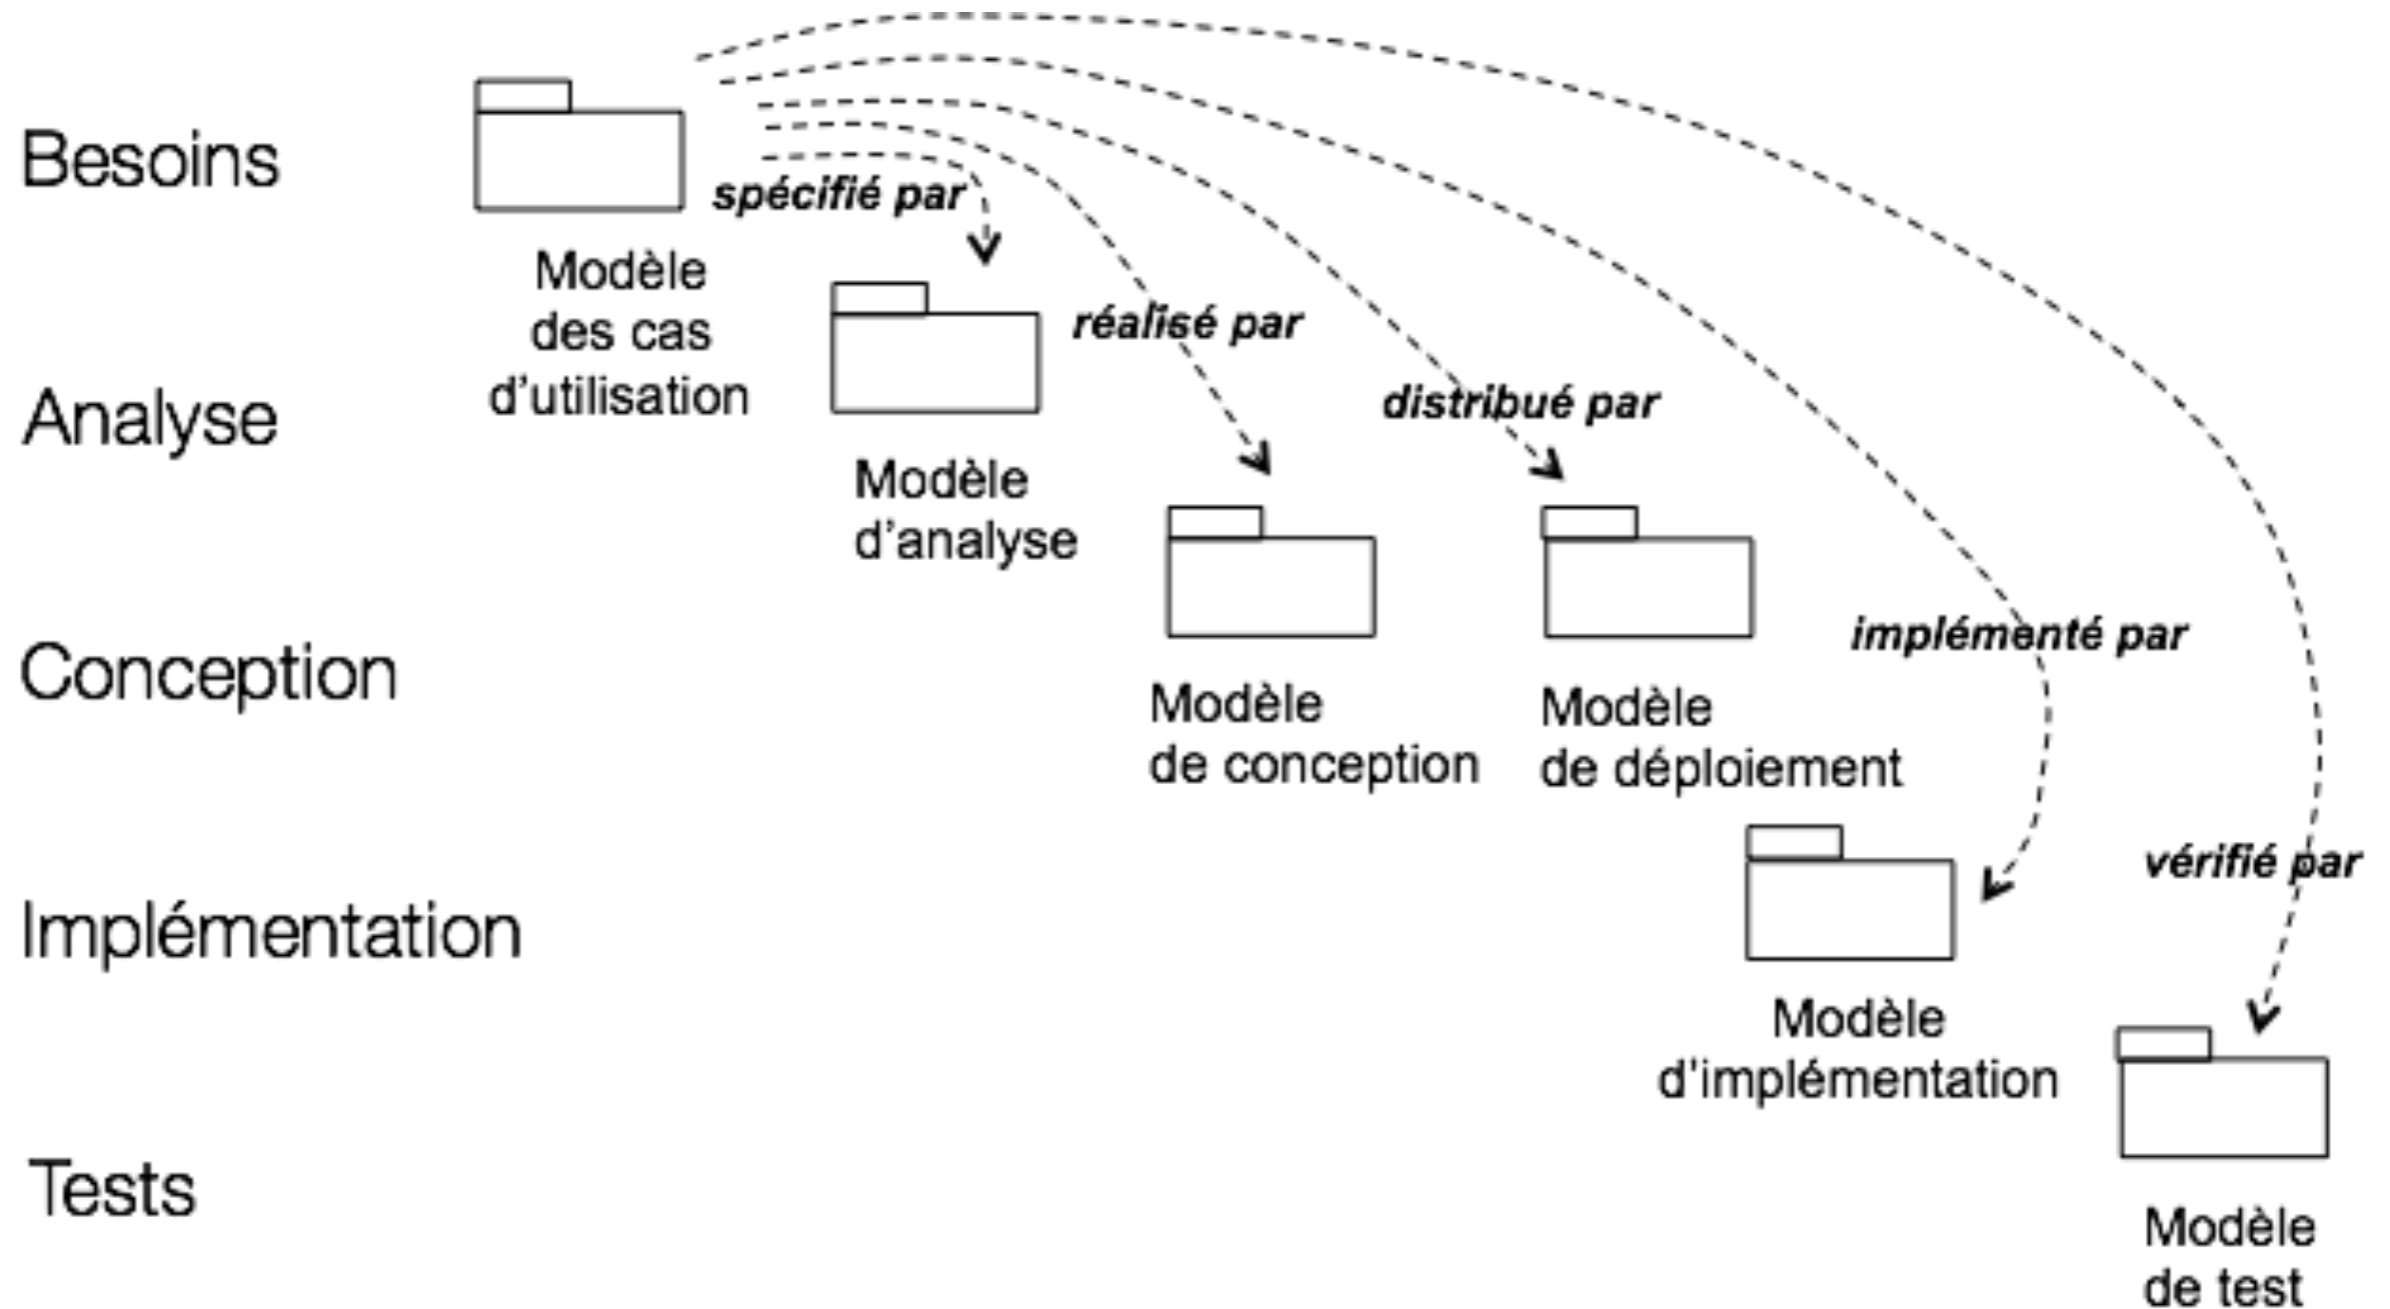 Besoins
spécifié par
Modèle
des cas
d'utilisation
réalisé par
Analyse
distribué par
Modèle
d'analyse
Conception
implémenté par
Modèle
de conception
Modèle
de déploiement
Implémentation
vérifié par
Modèle
d'implémentation
Tests
Modèle
de test